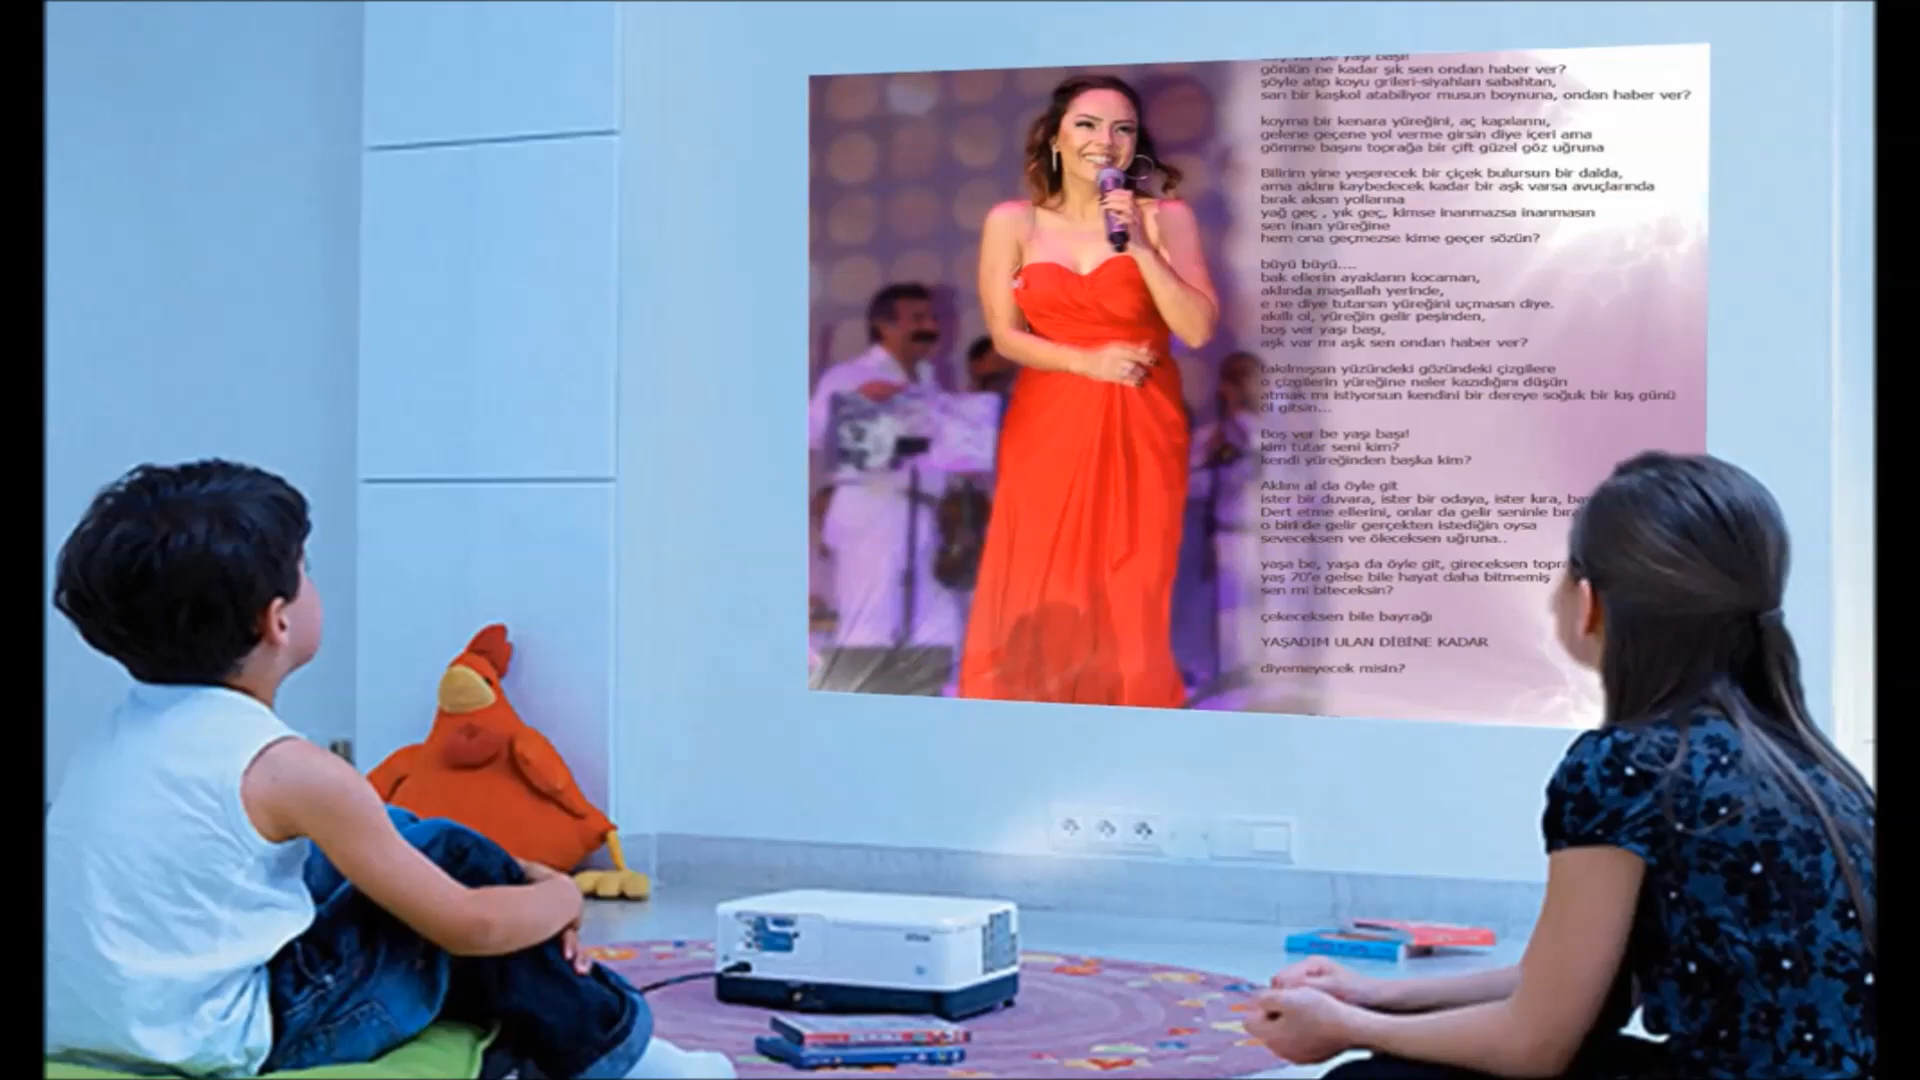 boş ver be yaşı başı!
gönlün ne kadar şık sen ondan haber ver?
şöyle atıp koyu grileri-siyahları sabahtan,
sarı bir kaşkol atabiliyor musun boynuna, ondan haber ver?
koyma bir kenara yüreğini, aç kapılarını,
gelene geçene yol verme girsin diye içeri ama
gömme başını toprağa bir çift güzel göz uğruna
Bilirim yine yeşerecek bir çiçek bulursun bir dalda,
ama aklını kaybedecek kadar bir aşk varsa avuçlarında
bırak aksın yollarına
yağ geç , yık geç, kimse inanmazsa inanmasın
sen inan yüreğine
hem ona geçmezse kime geçer sözün?
büyü büyü....
bak ellerin ayakların kocaman,
aklında maşallah yerinde,
e ne diye tutarsın yüreğini uçmasın diye.
akıllı ol, yüreğin gelir peşinden,
boş ver yaşı başı,
aşk var mı aşk sen ondan haber ver?
takılmışsın yüzündeki gözündeki çizgilere
o çizgilerin yüreğine neler kazıdığını düşün
atmak mı istiyorsun kendini bir dereye soğuk bir kış günü
öl gitsin...
Boş ver be yaşı başı!
kim tutar seni kim?
kendi yüreğinden başka kim?
Aklını al da öyle git
ister bir duvara, ister bir odaya, ister kıra,
Dert etme ellerini, onlar da gelir seninle
o biri de gelir gerçekten istediğin oysa
seveceksen ve öleceksen uğruna..
yaşa be, yaşa da öyle git, gireceksen
yaş 70'e gelse bile hayat daha bitmemiş
sen mi biteceksin?
çekeceksen bile bayrağı
YAŞADIM ULAN DİBİNE KADAR
diyemeyecek misin?